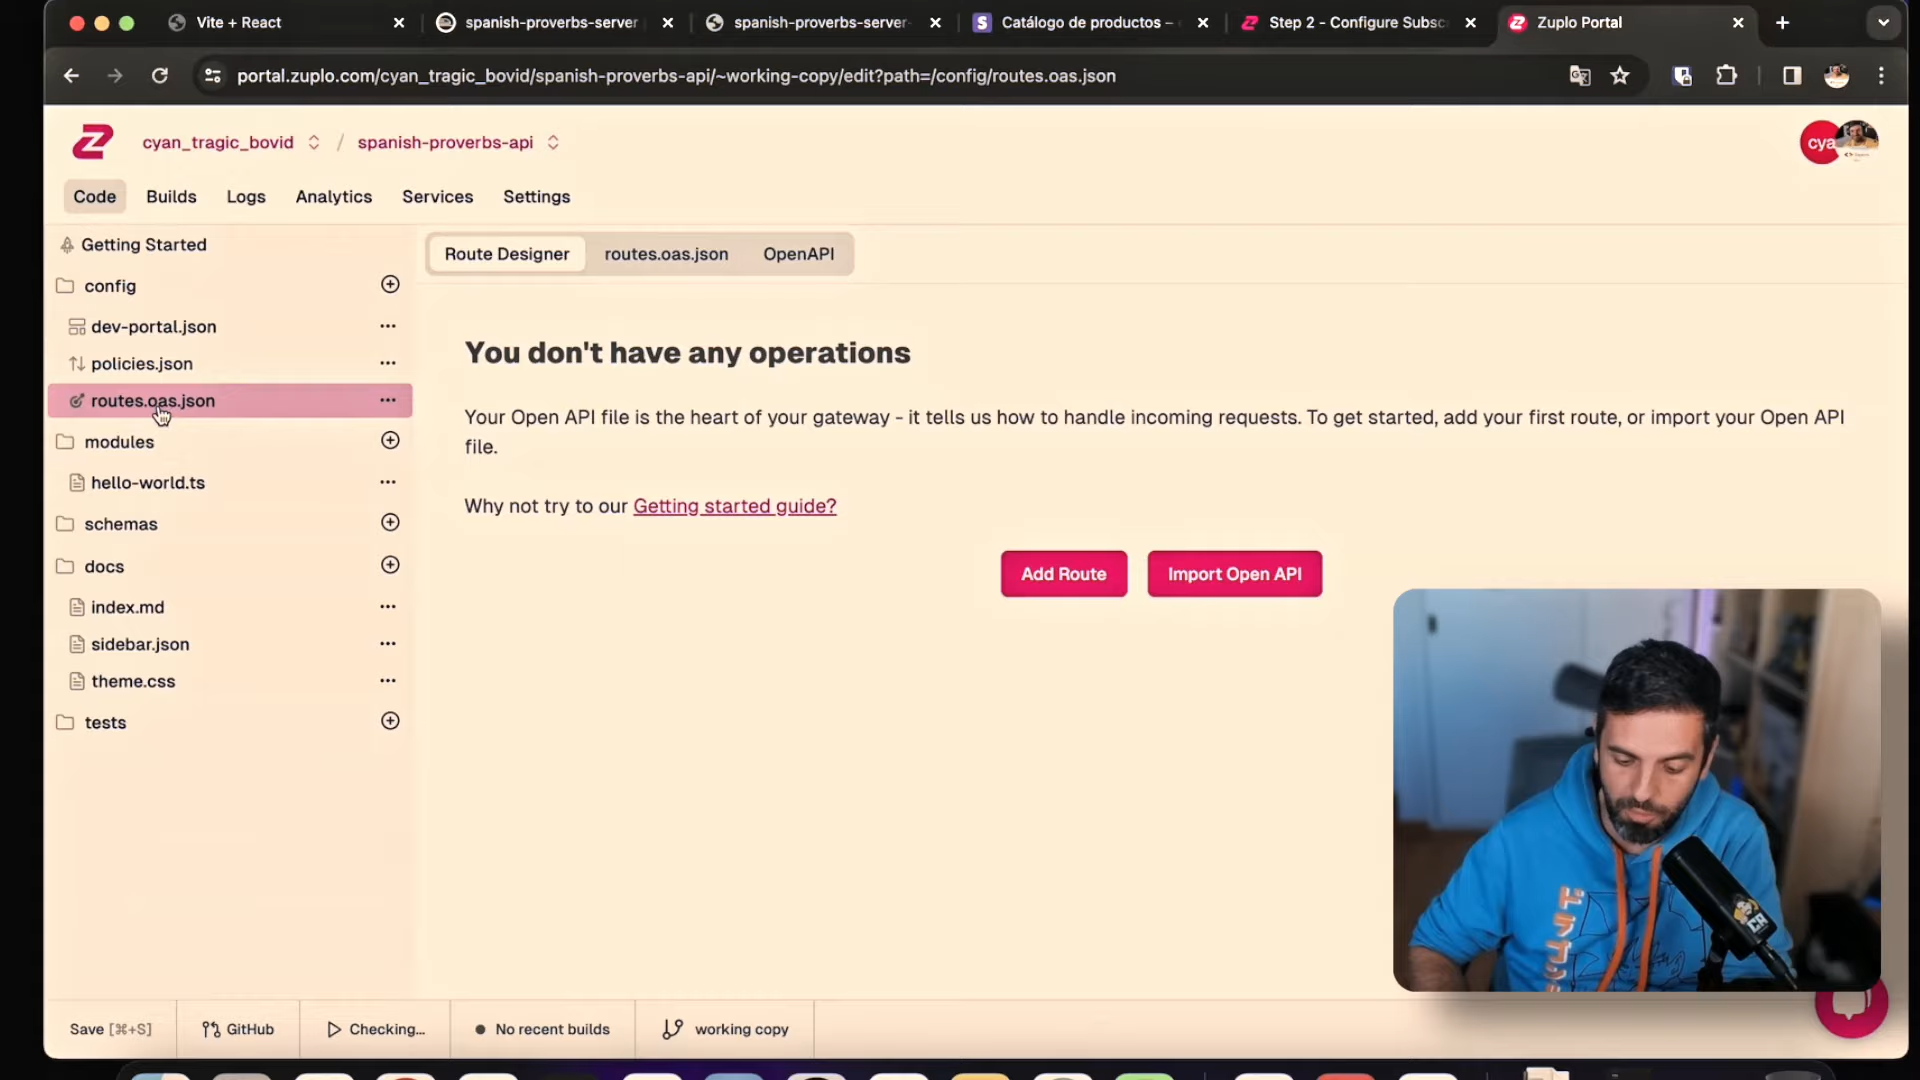 Vite + React
spanish-proverbs-server
spanish-proverbs-server
Catálogo de productos –
Step 2 - Configure Subsc
Zuplo Portal
portal.zuplo.com/cyan_tragic_bovid/spanish-proverbs-api/~working-copy/edit?path=/config/routes.oas.json
cyan_tragic_bovid / spanish-proverbs-api
cya
Code Builds Logs Analytics Services Settings
Getting Started
config
dev-portal.json
policies.json
routes.oas.json
modules
hello-world.ts
schemas
docs
index.md
sidebar.json
theme.css
tests
Route Designer routes.oas.json OpenAPI
You don't have any operations
Your Open API file is the heart of your gateway - it tells us how to handle incoming requests. To get started, add your first route, or import your Open API
file.
Why not try to our Getting started guide?
Add Route Import Open API
ドラゴン
Save [⌘+S] GitHub Checking... No recent builds working copy